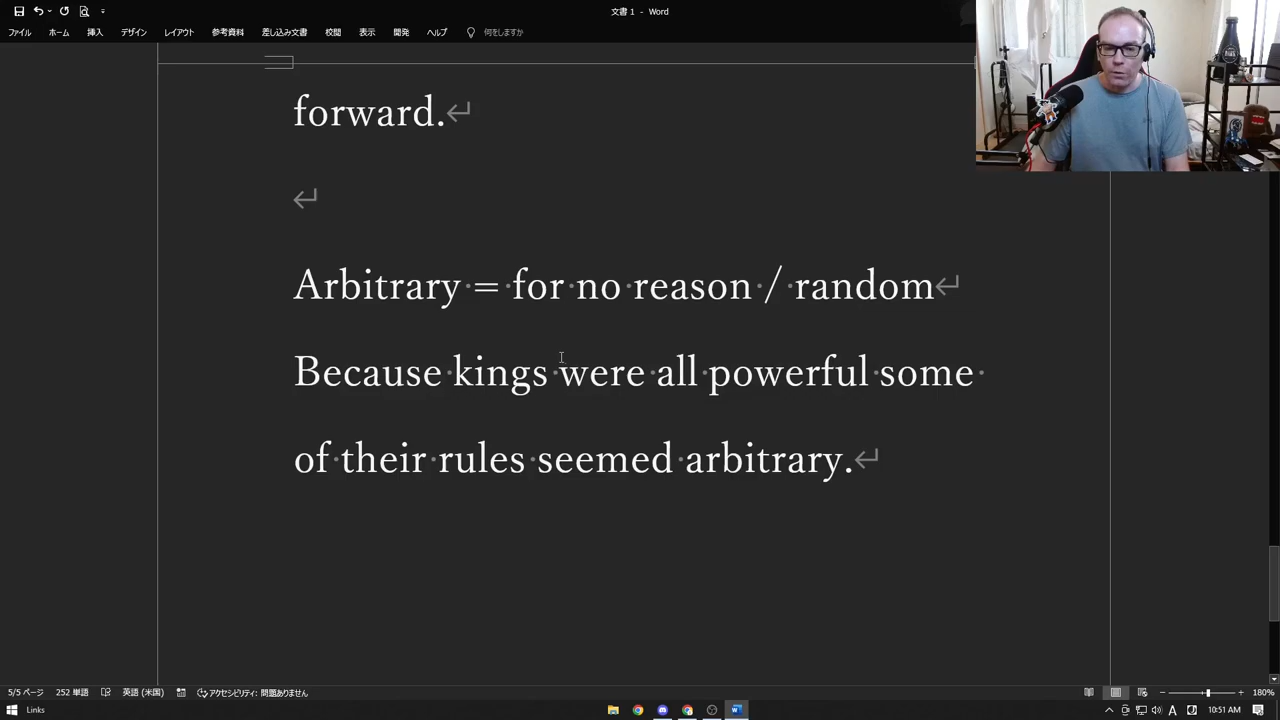 文書 1 - Word
ファイル ホーム 挿入 デザイン レイアウト 参考資料 差し込み文書 校閲 表示 開発 ヘルプ 何をしますか
forward.
Arbitrary = for no reason / random
Because kings were all powerful some
of their rules seemed arbitrary.
5/5 ページ 252 単語 英語 (米国) アクセシビリティ: 問題ありません 180%
Links A 10:51 AM